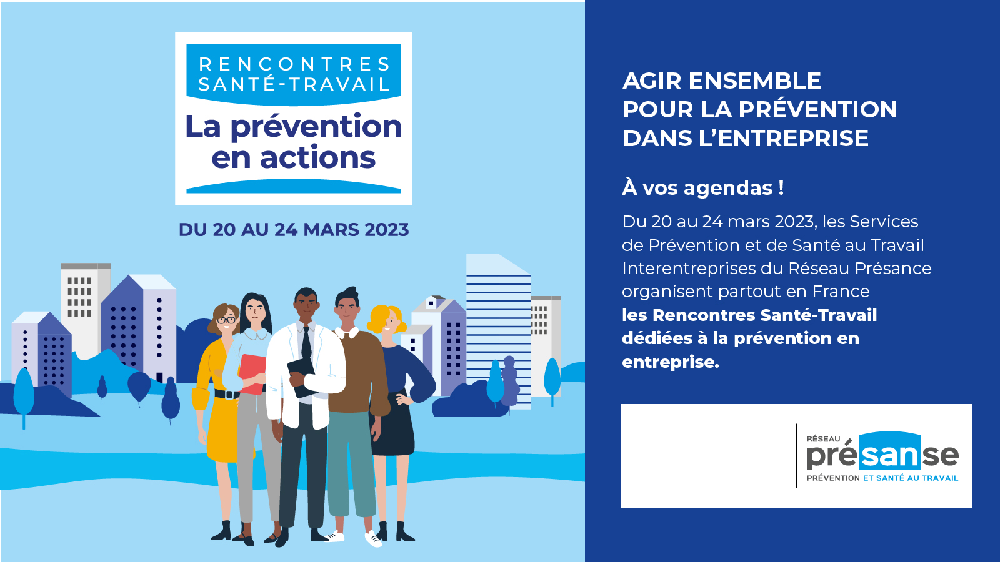 RENCONTRES
SANTÉ-TRAVAIL
La prévention
en actions
DU 20 AU 24 MARS 2023
AGIR ENSEMBLE
POUR LA PRÉVENTION
DANS L’ENTREPRISE
À vos agendas !
Du 20 au 24 mars 2023, les Services
de Prévention et de Santé au Travail
Interentreprises du Réseau Présance
organisent partout en France
les Rencontres Santé-Travail
dédiées à la prévention en
entreprise.
RÉSEAU
présanse
PRÉVENTION ET SANTÉ AU TRAVAIL